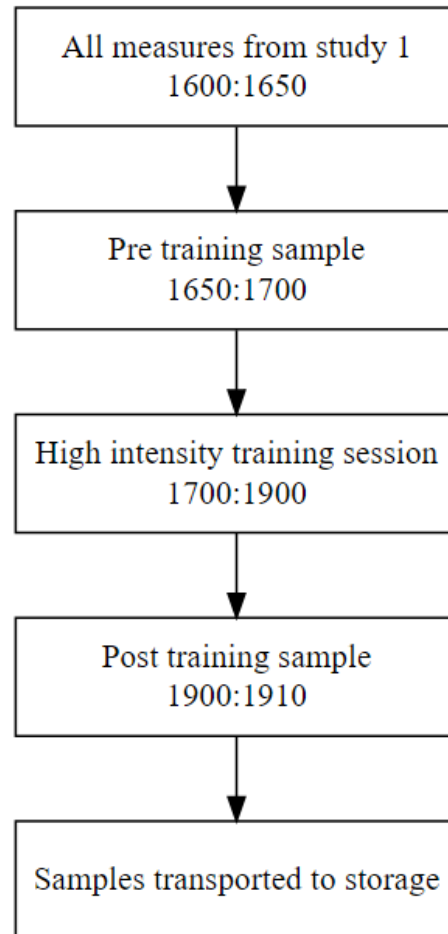 All measures from study 1
1600:1650
Pre training sample
1650:1700
High intensity training session
1700:1900
Post training sample
1900:1910
Samples transported to storage